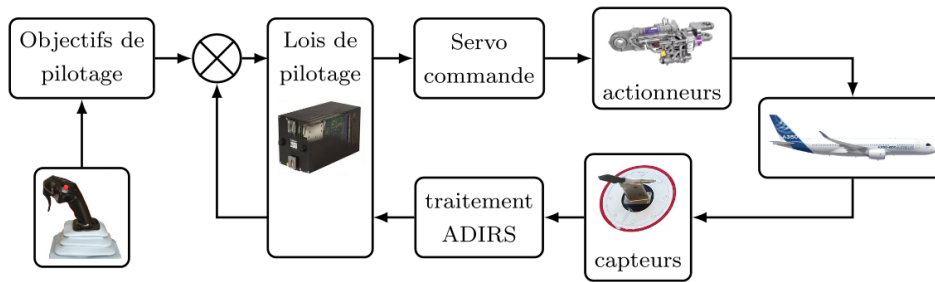 Objectifs de
pilotage
Lois de
pilotage
Servo
commande
actionneurs
traitement
ADIRS
capteurs